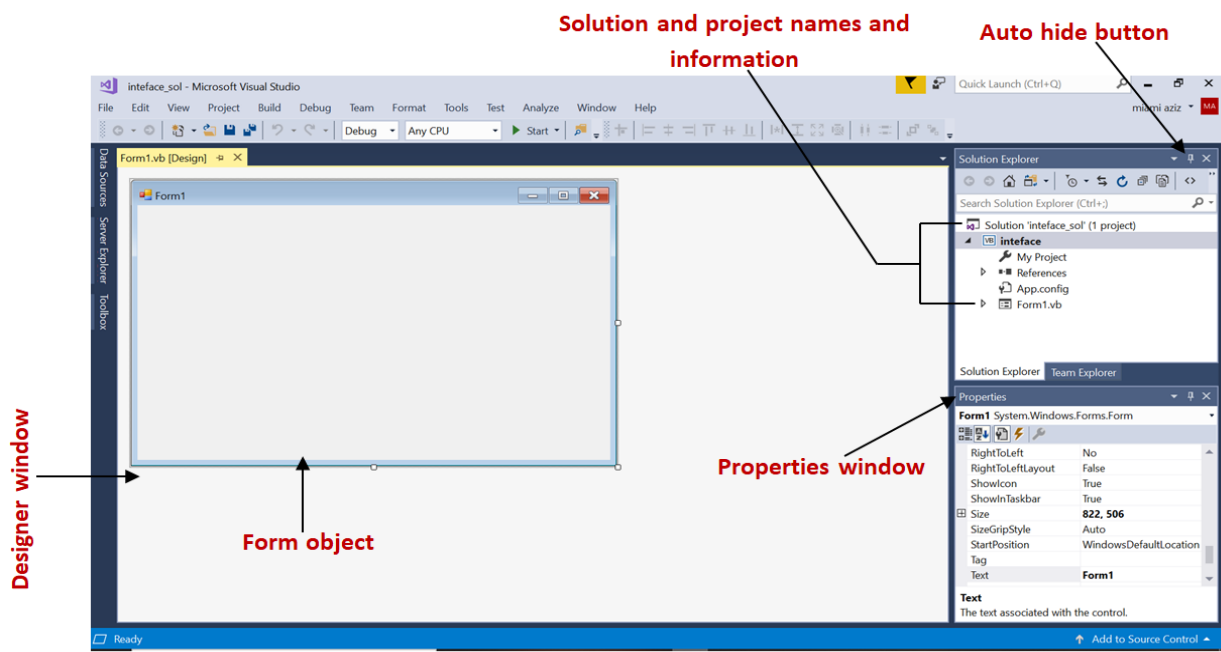 Solution and project names and
information
Auto hide button
inteface_sol - Microsoft Visual Studio
Quick Launch (Ctrl+Q)
File Edit View Project Build Debug Team Format Tools Test Analyze Window Help
miami aziz
MA
Debug
Any CPU
Start
Data Sources
Server Explorer
Toolbox
Form1.vb [Design]
Form1
Solution Explorer
Search Solution Explorer (Ctrl+;)
Solution 'inteface_sol' (1 project)
VB inteface
My Project
References
App.config
Form1.vb
Solution Explorer Team Explorer
Properties
Form1 System.Windows.Forms.Form
RightToLeft No
RightToLeftLayout False
ShowIcon True
ShowInTaskbar True
Size 822, 506
SizeGripStyle Auto
StartPosition WindowsDefaultLocation
Tag
Text Form1
Text
The text associated with the control.
Designer window
Form object
Properties window
Ready
Add to Source Control